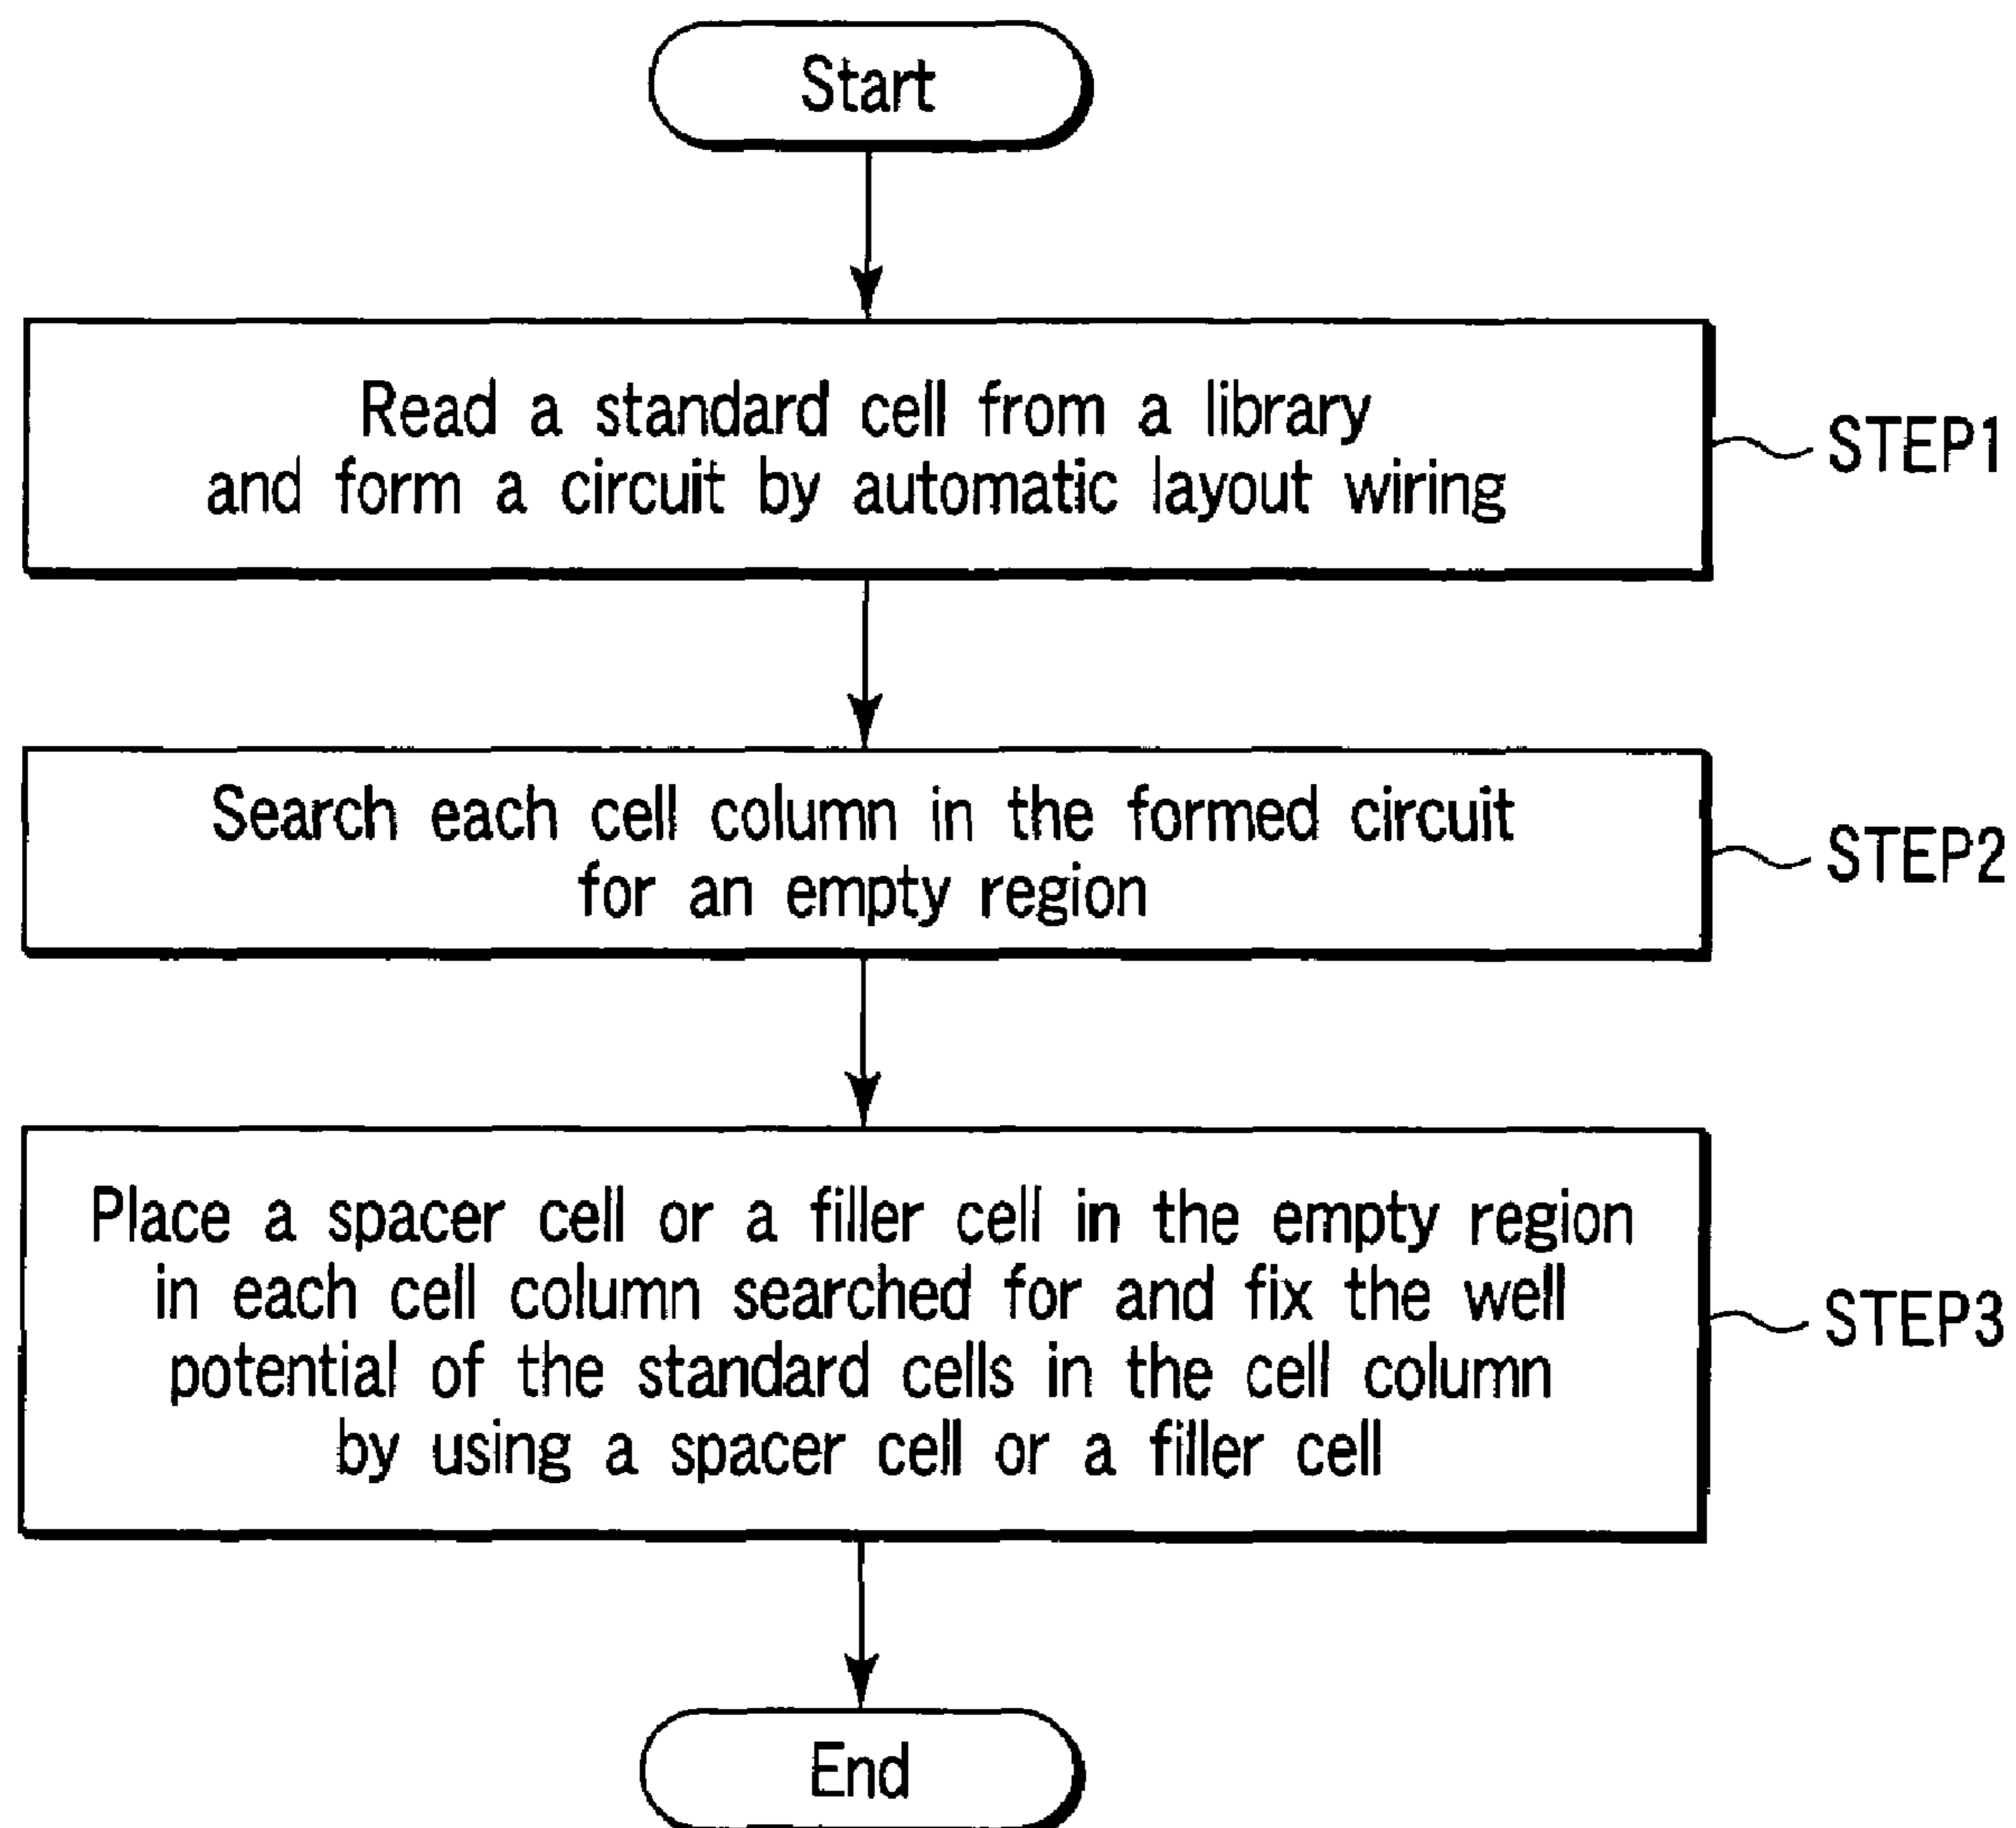 Start
Read a standard cell from a library
and form a circuit by automatic layout wiring
STEP1
Search each cell column in the formed circuit
for an empty region
STEP2
Place a spacer cell or a filler cell in the empty region
in each cell column searched for and fix the well
potential of the standard cells in the cell column
by using a spacer cell or a filler cell
STEP3
End